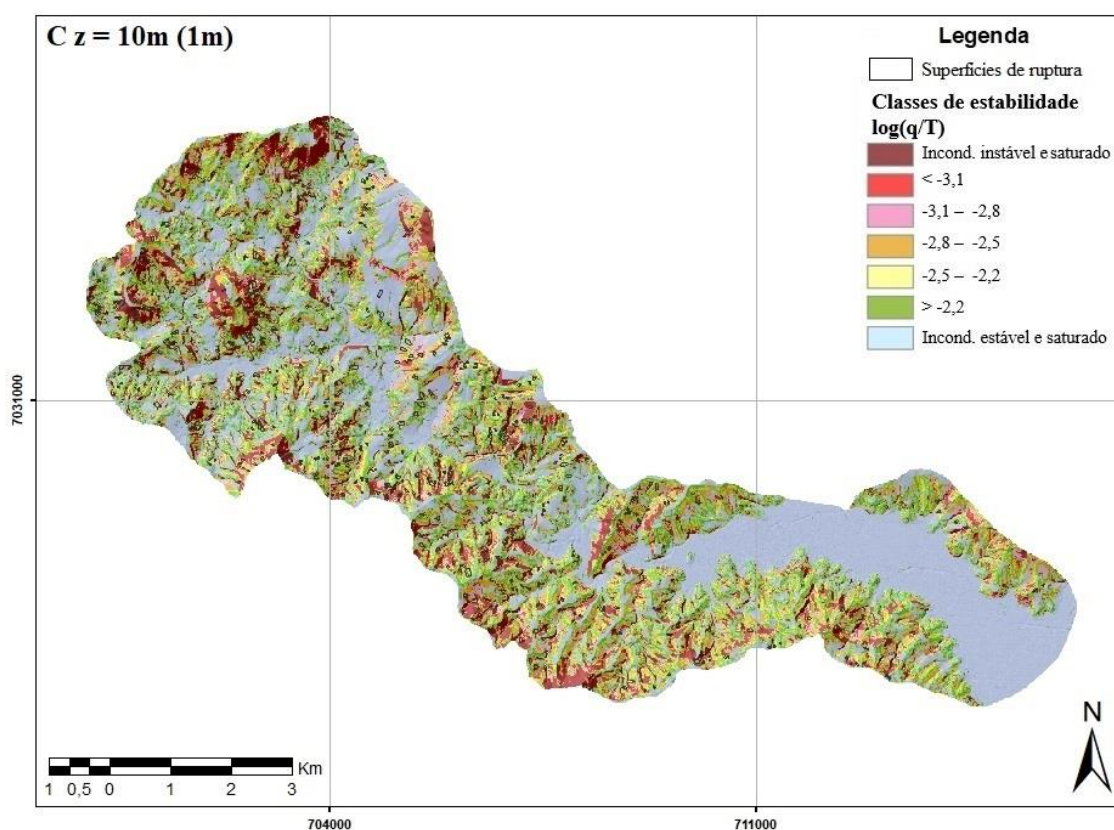 C z = 10m (1m)
Legenda
Superfícies de ruptura
Classes de estabilidade
log(q/T)
Incond. instável e saturado
< -3,1
-3,1 – -2,8
-2,8 – -2,5
-2,5 – -2,2
> -2,2
Incond. estável e saturado
7031000
N
Km
1 0,5 0 1 2 3
704000
711000